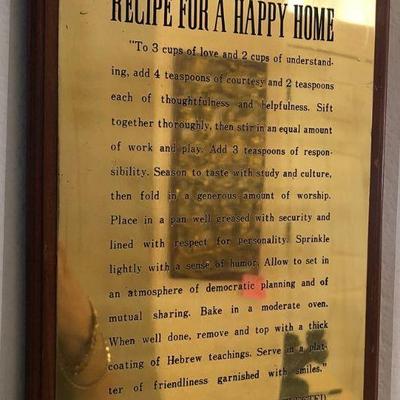 RECIPE FOR A HAPPY HOME
"To 3 cups of love and 2 cups of understand-
ing, add 4 teaspoons of courtesy and 2 teaspoons
each of thoughtfulness and helpfulness. Sift
together thoroughly, then stir in an equal amount
of work and play. Add 3 teaspoons of respon-
sibility. Season to taste with study and culture,
then fold in a generous amount of worship.
Place in a pan well greased with security and
lined with respect for personality. Sprinkle
lightly with a sense of humor. Allow to set in
an atmosphere of democratic planning and of
mutual sharing. Bake in a moderate oven.
When well done, remove and top with a thick
coating of Hebrew teachings. Serve in a plat-
ter of friendliness garnished with smiles."